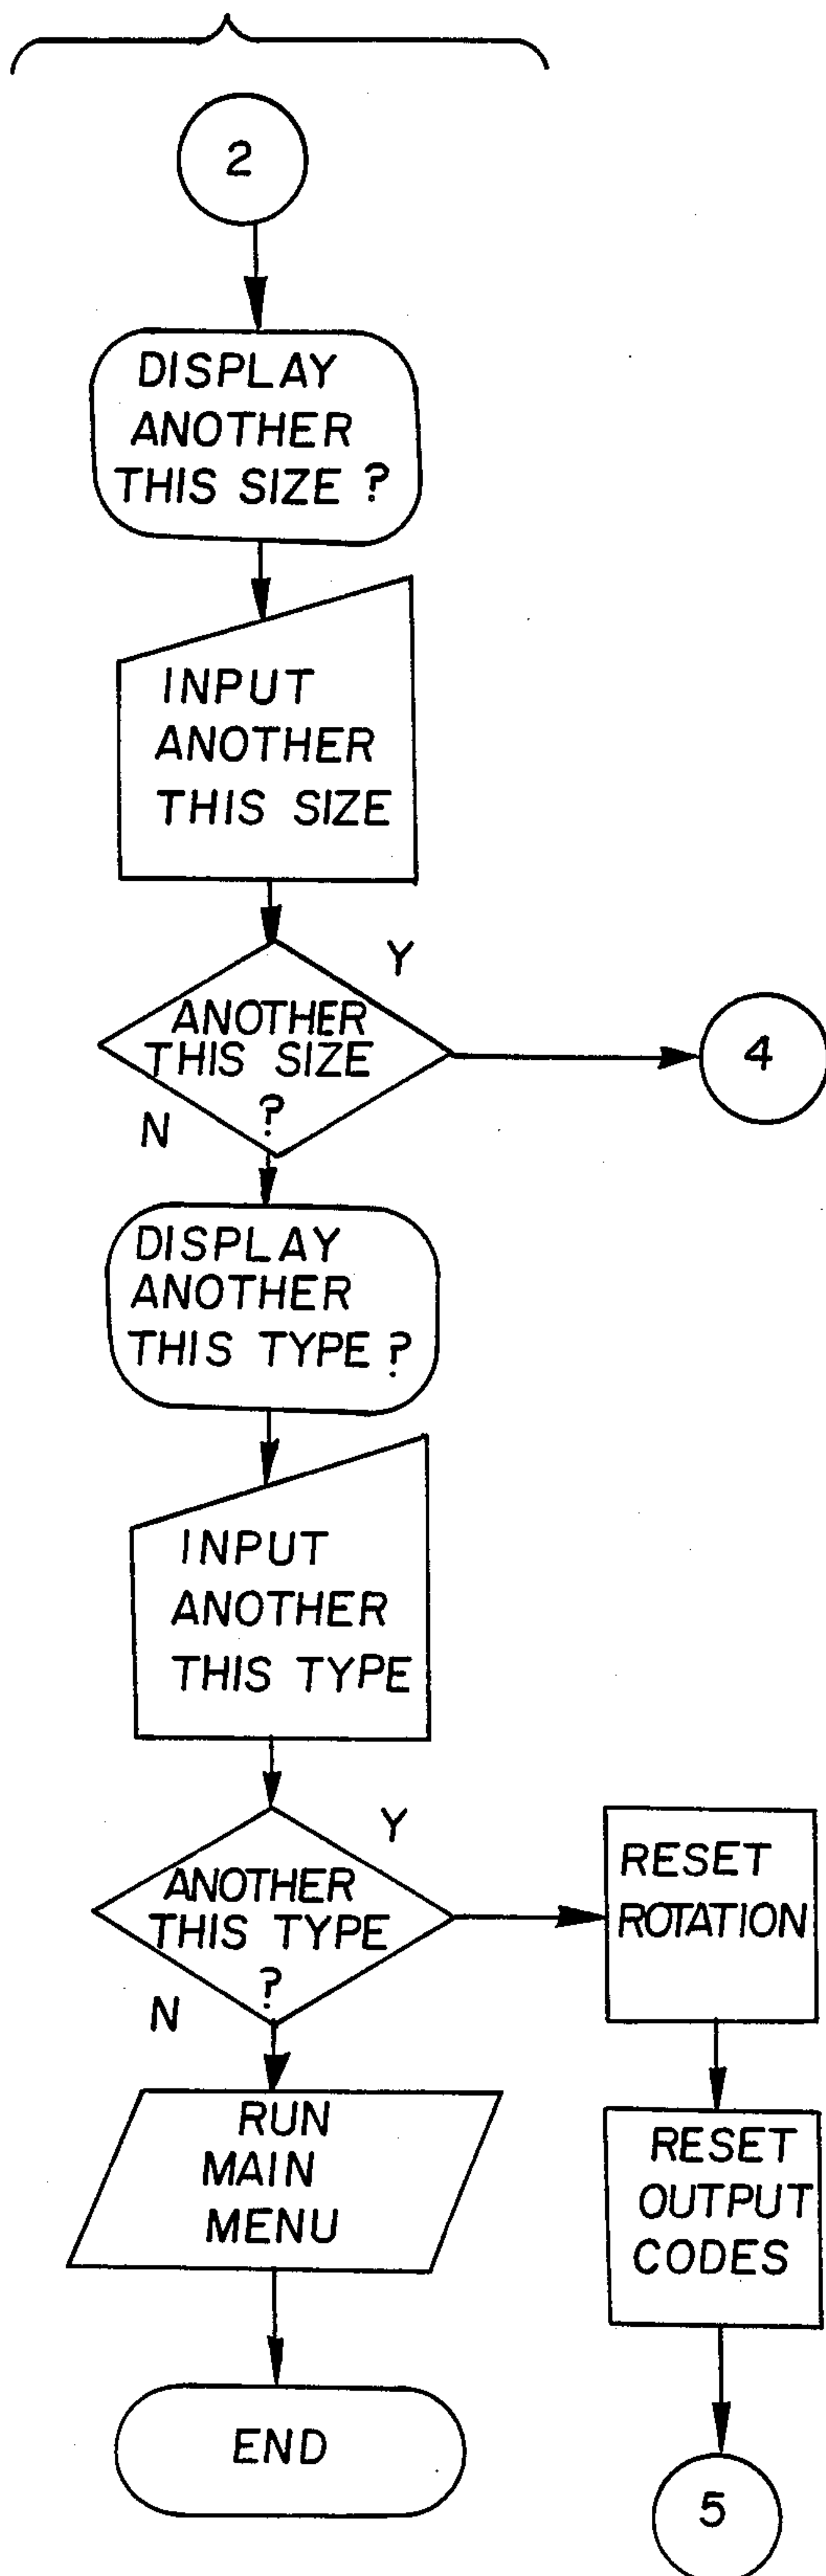 2
DISPLAY
ANOTHER
THIS SIZE ?
INPUT
ANOTHER
THIS SIZE
Y
ANOTHER
THIS SIZE
?
N
4
DISPLAY
ANOTHER
THIS TYPE ?
INPUT
ANOTHER
THIS TYPE
Y
ANOTHER
THIS TYPE
?
N
RESET
ROTATION
RUN
MAIN
MENU
RESET
OUTPUT
CODES
END
5